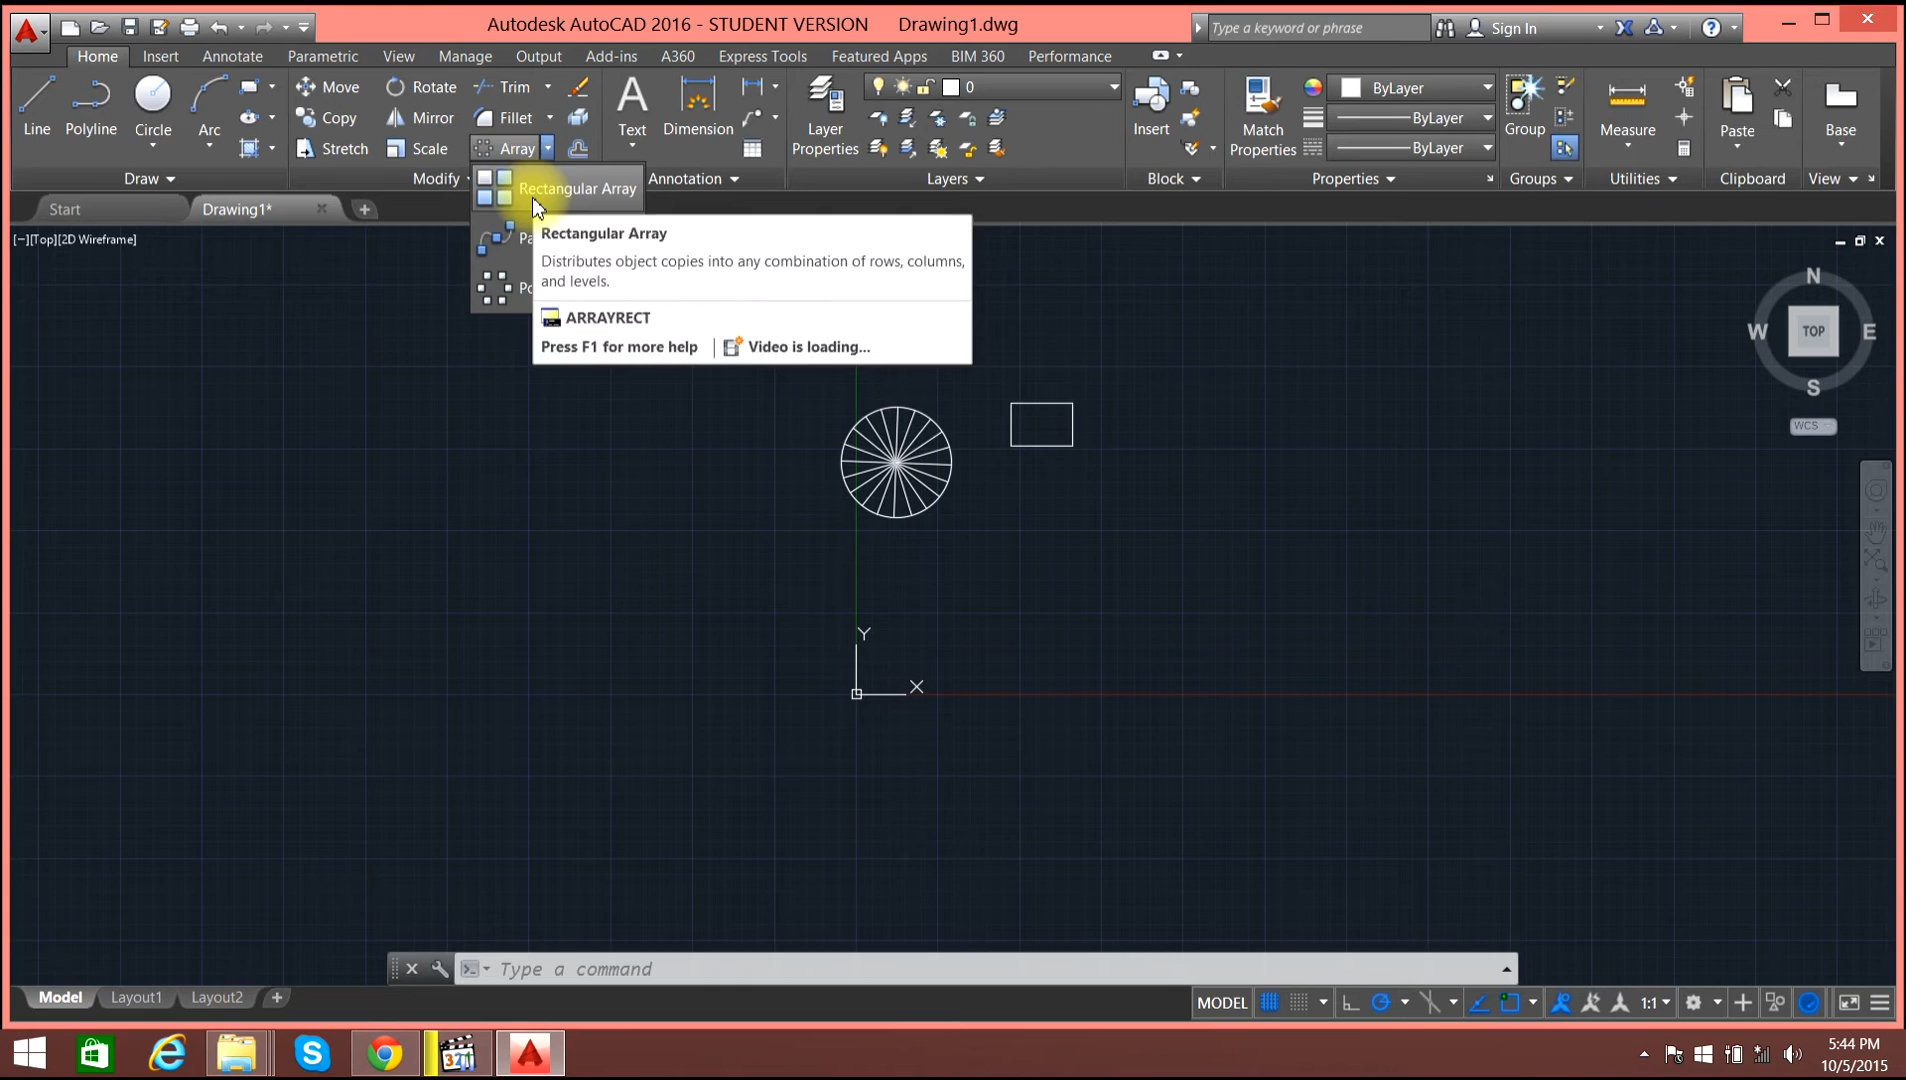 Autodesk AutoCAD 2016 - STUDENT VERSION Drawing1.dwg
Type a keyword or phrase
Sign In
Home Insert Annotate Parametric View Manage Output Add-ins A360 Express Tools Featured Apps BIM 360 Performance
Line Polyline Circle Arc
Move Rotate Trim
Copy Mirror Fillet
Stretch Scale Array
A
Text Dimension
Layer
Properties
0
Insert
Match
Properties
ByLayer
ByLayer
ByLayer
Group Measure Paste Base
Draw Modify Annotation Layers Block Properties Groups Utilities Clipboard View
Rectangular Array
Pa
Po
Start Drawing1*
[−][Top][2D Wireframe]
Rectangular Array
Distributes object copies into any combination of rows, columns,
and levels.
ARRAYRECT
Press F1 for more help Video is loading...
N
W TOP E
S
WCS
Y
X
Type a command
Model Layout1 Layout2
MODEL 1:1
321
5:44 PM
10/5/2015